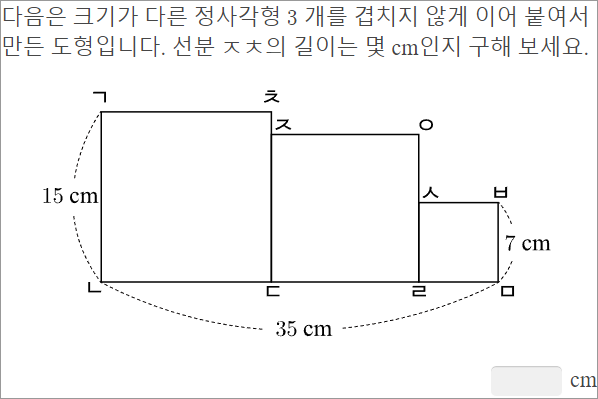 다음은 크기가 다른 정사각형 3 개를 겹치지 않게 이어 붙여서
만든 도형입니다. 선분 ㅈㅊ의 길이는 몇 cm인지 구해 보세요.
ㄱ
ㅊ
ㅈ
ㅇ
15 cm
ㅅ
ㅂ
7 cm
ㄴ
ㄷ
ㄹ
ㅁ
35 cm
cm